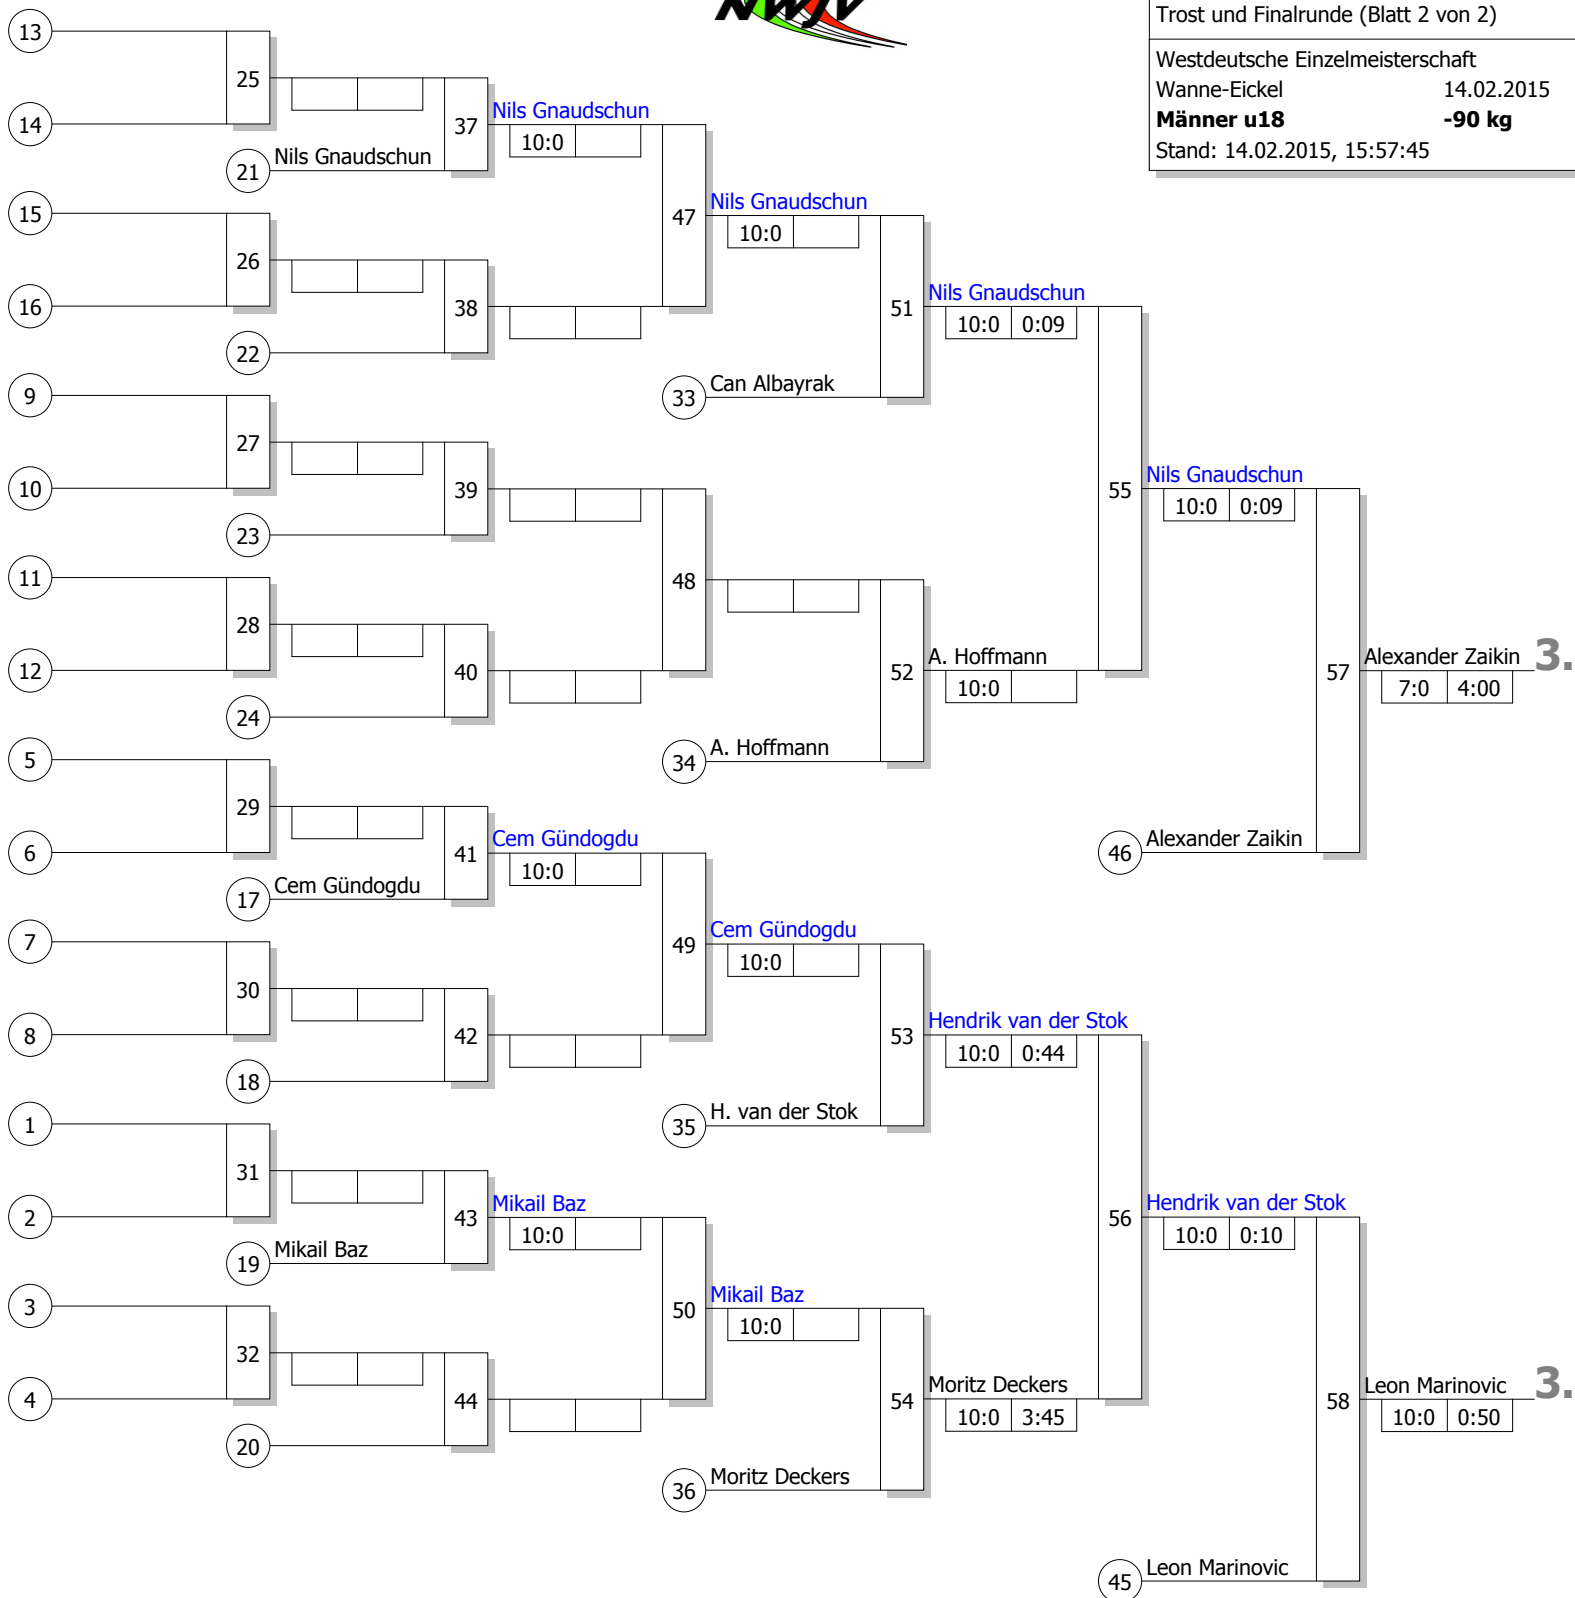 NWJV
Trost und Finalrunde (Blatt 2 von 2)
Westdeutsche Einzelmeisterschaft
Wanne-Eickel 14.02.2015
Männer u18 -90 kg
Stand: 14.02.2015, 15:57:45
13
25
14
37
Nils Gnaudschun
10:0
21
Nils Gnaudschun
15
47
Nils Gnaudschun
10:0
26
16
38
22
51
Nils Gnaudschun
10:0 0:09
33
Can Albayrak
9
27
10
39
23
55
Nils Gnaudschun
10:0 0:09
11
48
28
12
40
24
52
A. Hoffmann
10:0
57
Alexander Zaikin
3.
7:0 4:00
34
A. Hoffmann
5
29
6
41
Cem Gündogdu
10:0
46
Alexander Zaikin
17
Cem Gündogdu
7
49
Cem Gündogdu
10:0
30
8
42
18
53
Hendrik van der Stok
10:0 0:44
35
H. van der Stok
1
31
2
43
Mikail Baz
10:0
19
Mikail Baz
56
Hendrik van der Stok
10:0 0:10
3
50
Mikail Baz
10:0
32
4
44
20
54
Moritz Deckers
10:0 3:45
58
Leon Marinovic
3.
10:0 0:50
36
Moritz Deckers
45
Leon Marinovic